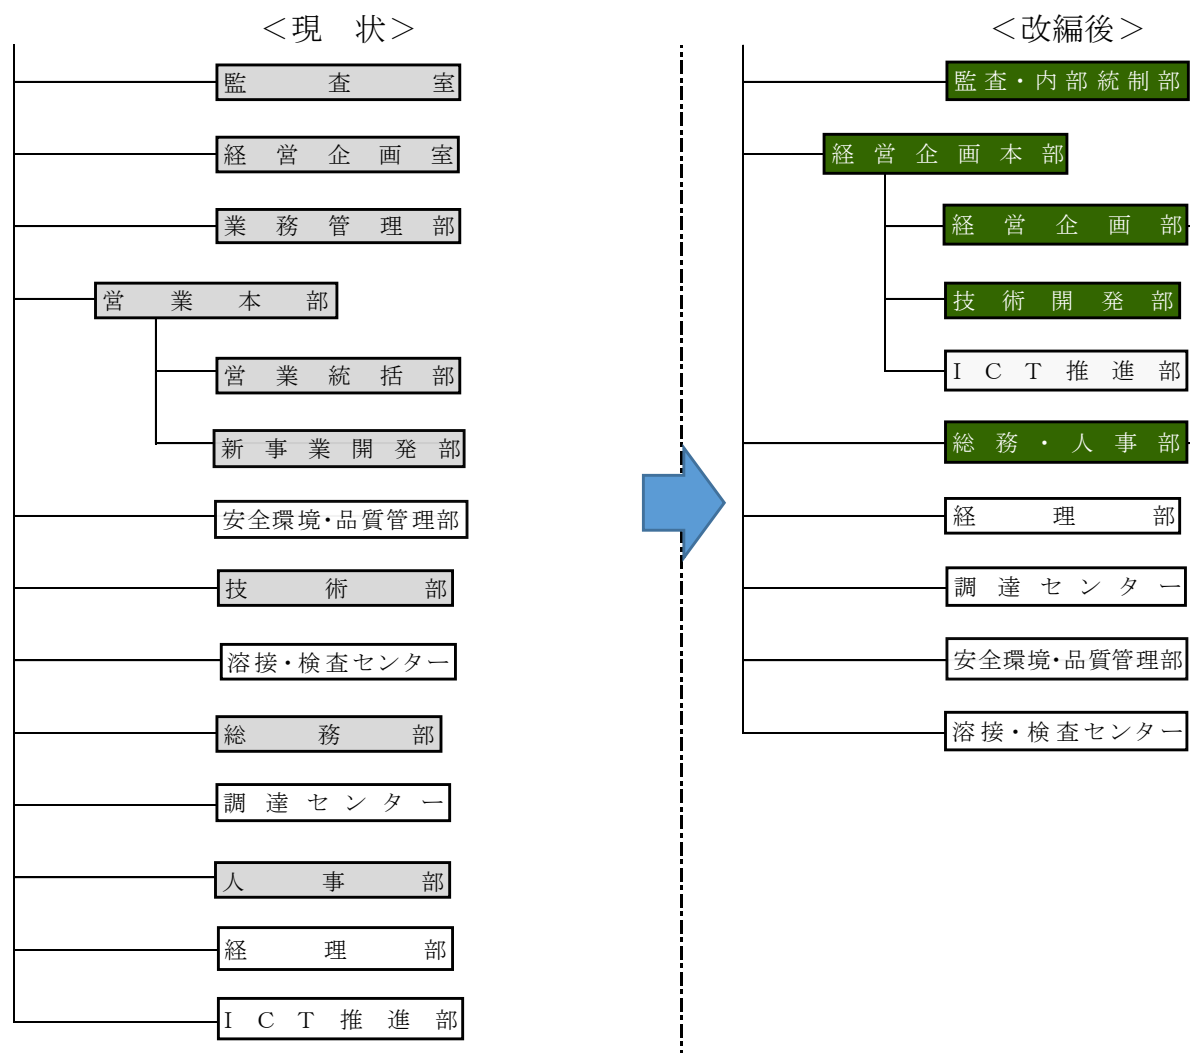 ＜現　状＞
監査室
経営企画室
業務管理部
営業本部
営業統括部
新事業開発部
安全環境・品質管理部
技術部
溶接・検査センター
総務部
調達センター
人事部
経理部
ＩＣＴ推進部
＜改編後＞
監査・内部統制部
経営企画本部
経営企画部
技術開発部
ＩＣＴ推進部
総務・人事部
経理部
調達センター
安全環境・品質管理部
溶接・検査センター